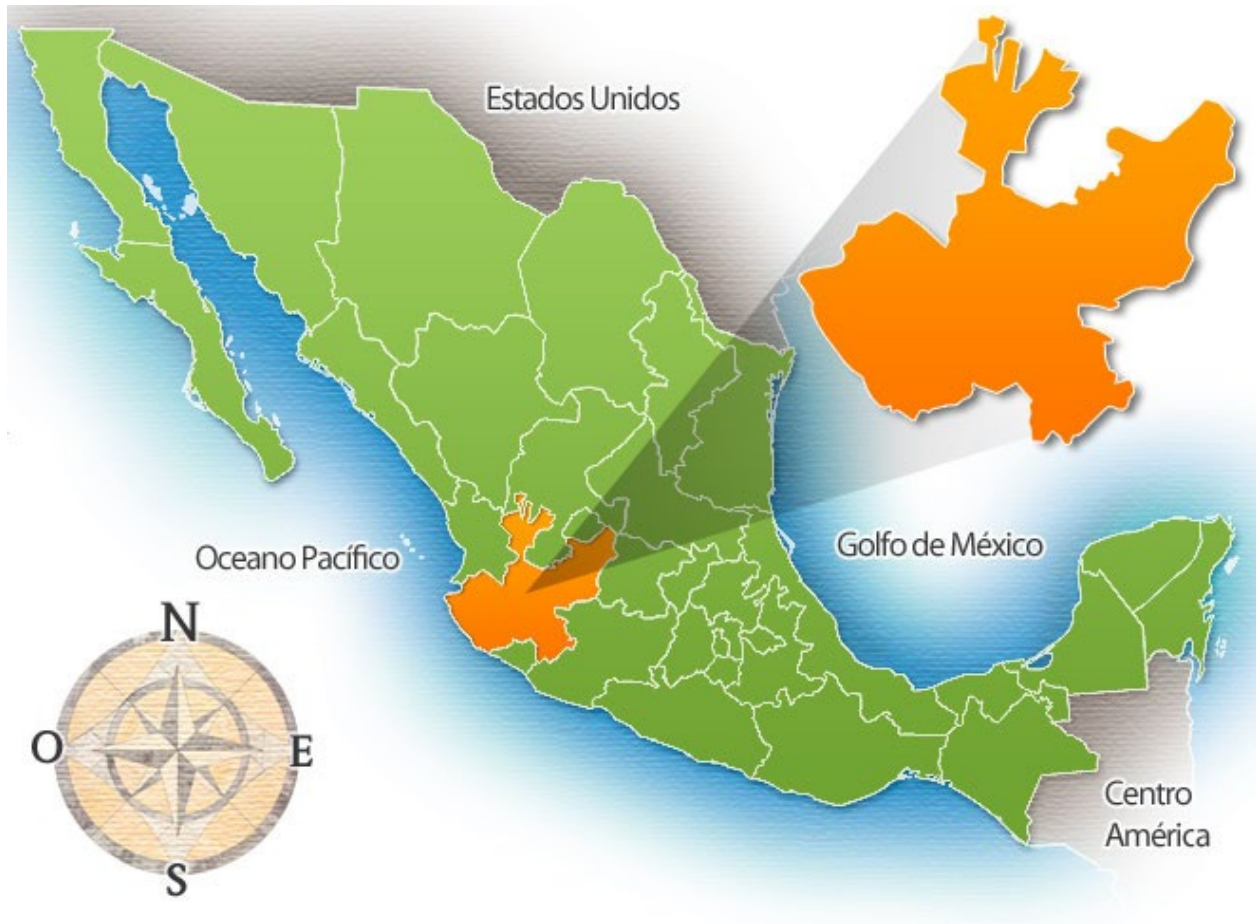 Estados Unidos
Oceano Pacífico
Golfo de México
N
O
E
S
Centro
América